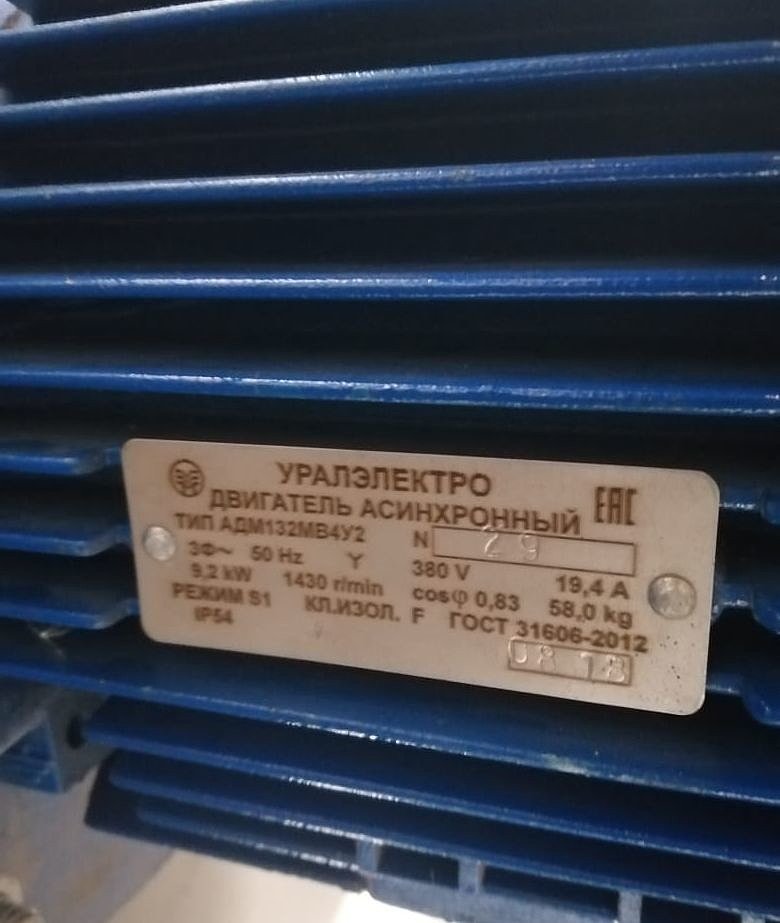 УРАЛЭЛЕКТРО
ДВИГАТЕЛЬ АСИНХРОННЫЙ
EAC
ТИП АДМ132МВ4У2 N 29
3Ф~ 50 Hz Y 380 V 19,4 A
9,2 kW 1430 r/min cosφ 0,83 58,0 kg
РЕЖИМ S1 КЛ.ИЗОЛ. F ГОСТ 31606-2012
IP54 08 18